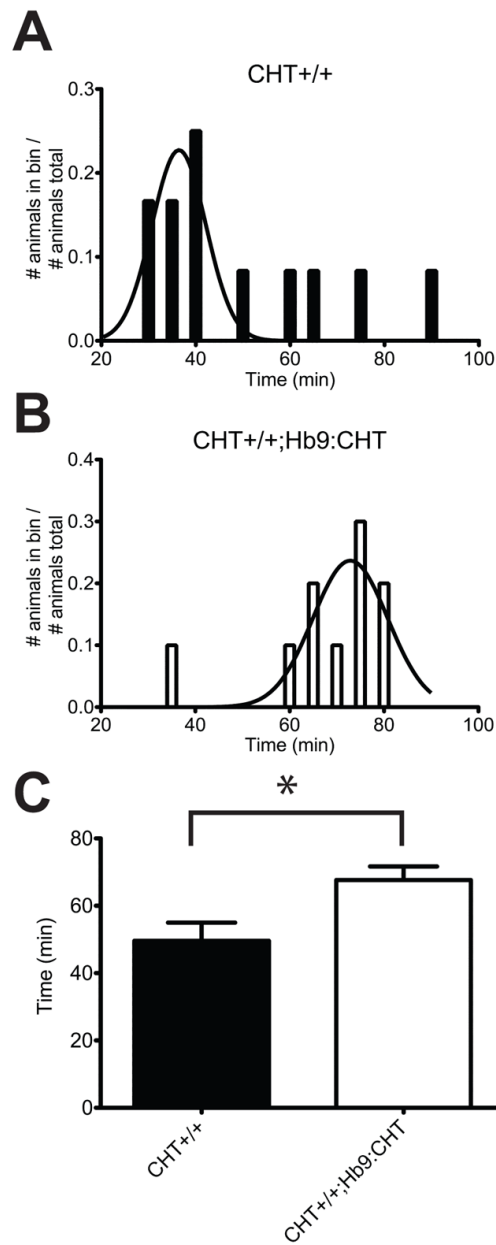 A
CHT+/+
# animals in bin /
# animals total
0.3
0.2
0.1
0.0
20 40 60 80 100
Time (min)
B
CHT+/+;Hb9:CHT
# animals in bin /
# animals total
0.4
0.3
0.2
0.1
0.0
20 40 60 80 100
Time (min)
C
*
Time (min)
80
60
40
20
0
CHT+/+
CHT+/+;Hb9:CHT